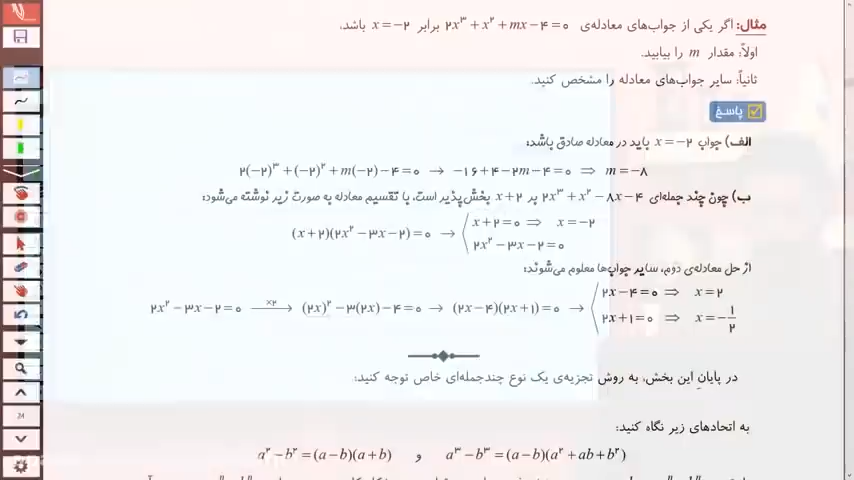 مثال: اگر یکی از جواب‌های معادله‌ی ۲x³ + x² + mx − ۴ = ۰ برابر x = −۲ باشد.
اولاً: مقدار m را بیابید.
ثانیاً: سایر جواب‌های معادله را مشخص کنید.
پاسخ
الف) جواب x = −۲ باید در معادله صادق باشد:
۲(−۲)³ + (−۲)² + m(−۲) − ۴ = ۰ → −۱۶ + ۴ − ۲m − ۴ = ۰ ⇒ m = −۸
ب) چون چند جمله‌ای ۲x³ + x² − ۸x − ۴ بر x + ۲ بخش‌پذیر است، با تقسیم معادله به صورت زیر نوشته می‌شود:
(x + ۲)(۲x² − ۳x − ۲) = ۰ → { x + ۲ = ۰ ⇒ x = −۲
۲x² − ۳x − ۲ = ۰
از حل معادله‌ی دوم، سایر جواب‌ها معلوم می‌شوند:
۲x² − ۳x − ۲ = ۰ —×۲→ (۲x)² − ۳(۲x) − ۴ = ۰ → (۲x − ۴)(۲x + ۱) = ۰ → { ۲x − ۴ = ۰ ⇒ x = ۲
۲x + ۱ = ۰ ⇒ x = −۱/۲
در پایان این بخش، به روش تجزیه‌ی یک نوع چندجمله‌ای خاص توجه کنید:
به اتحادهای زیر نگاه کنید:
a² − b² = (a − b)(a + b) و a³ − b³ = (a − b)(a² + ab + b²)
24